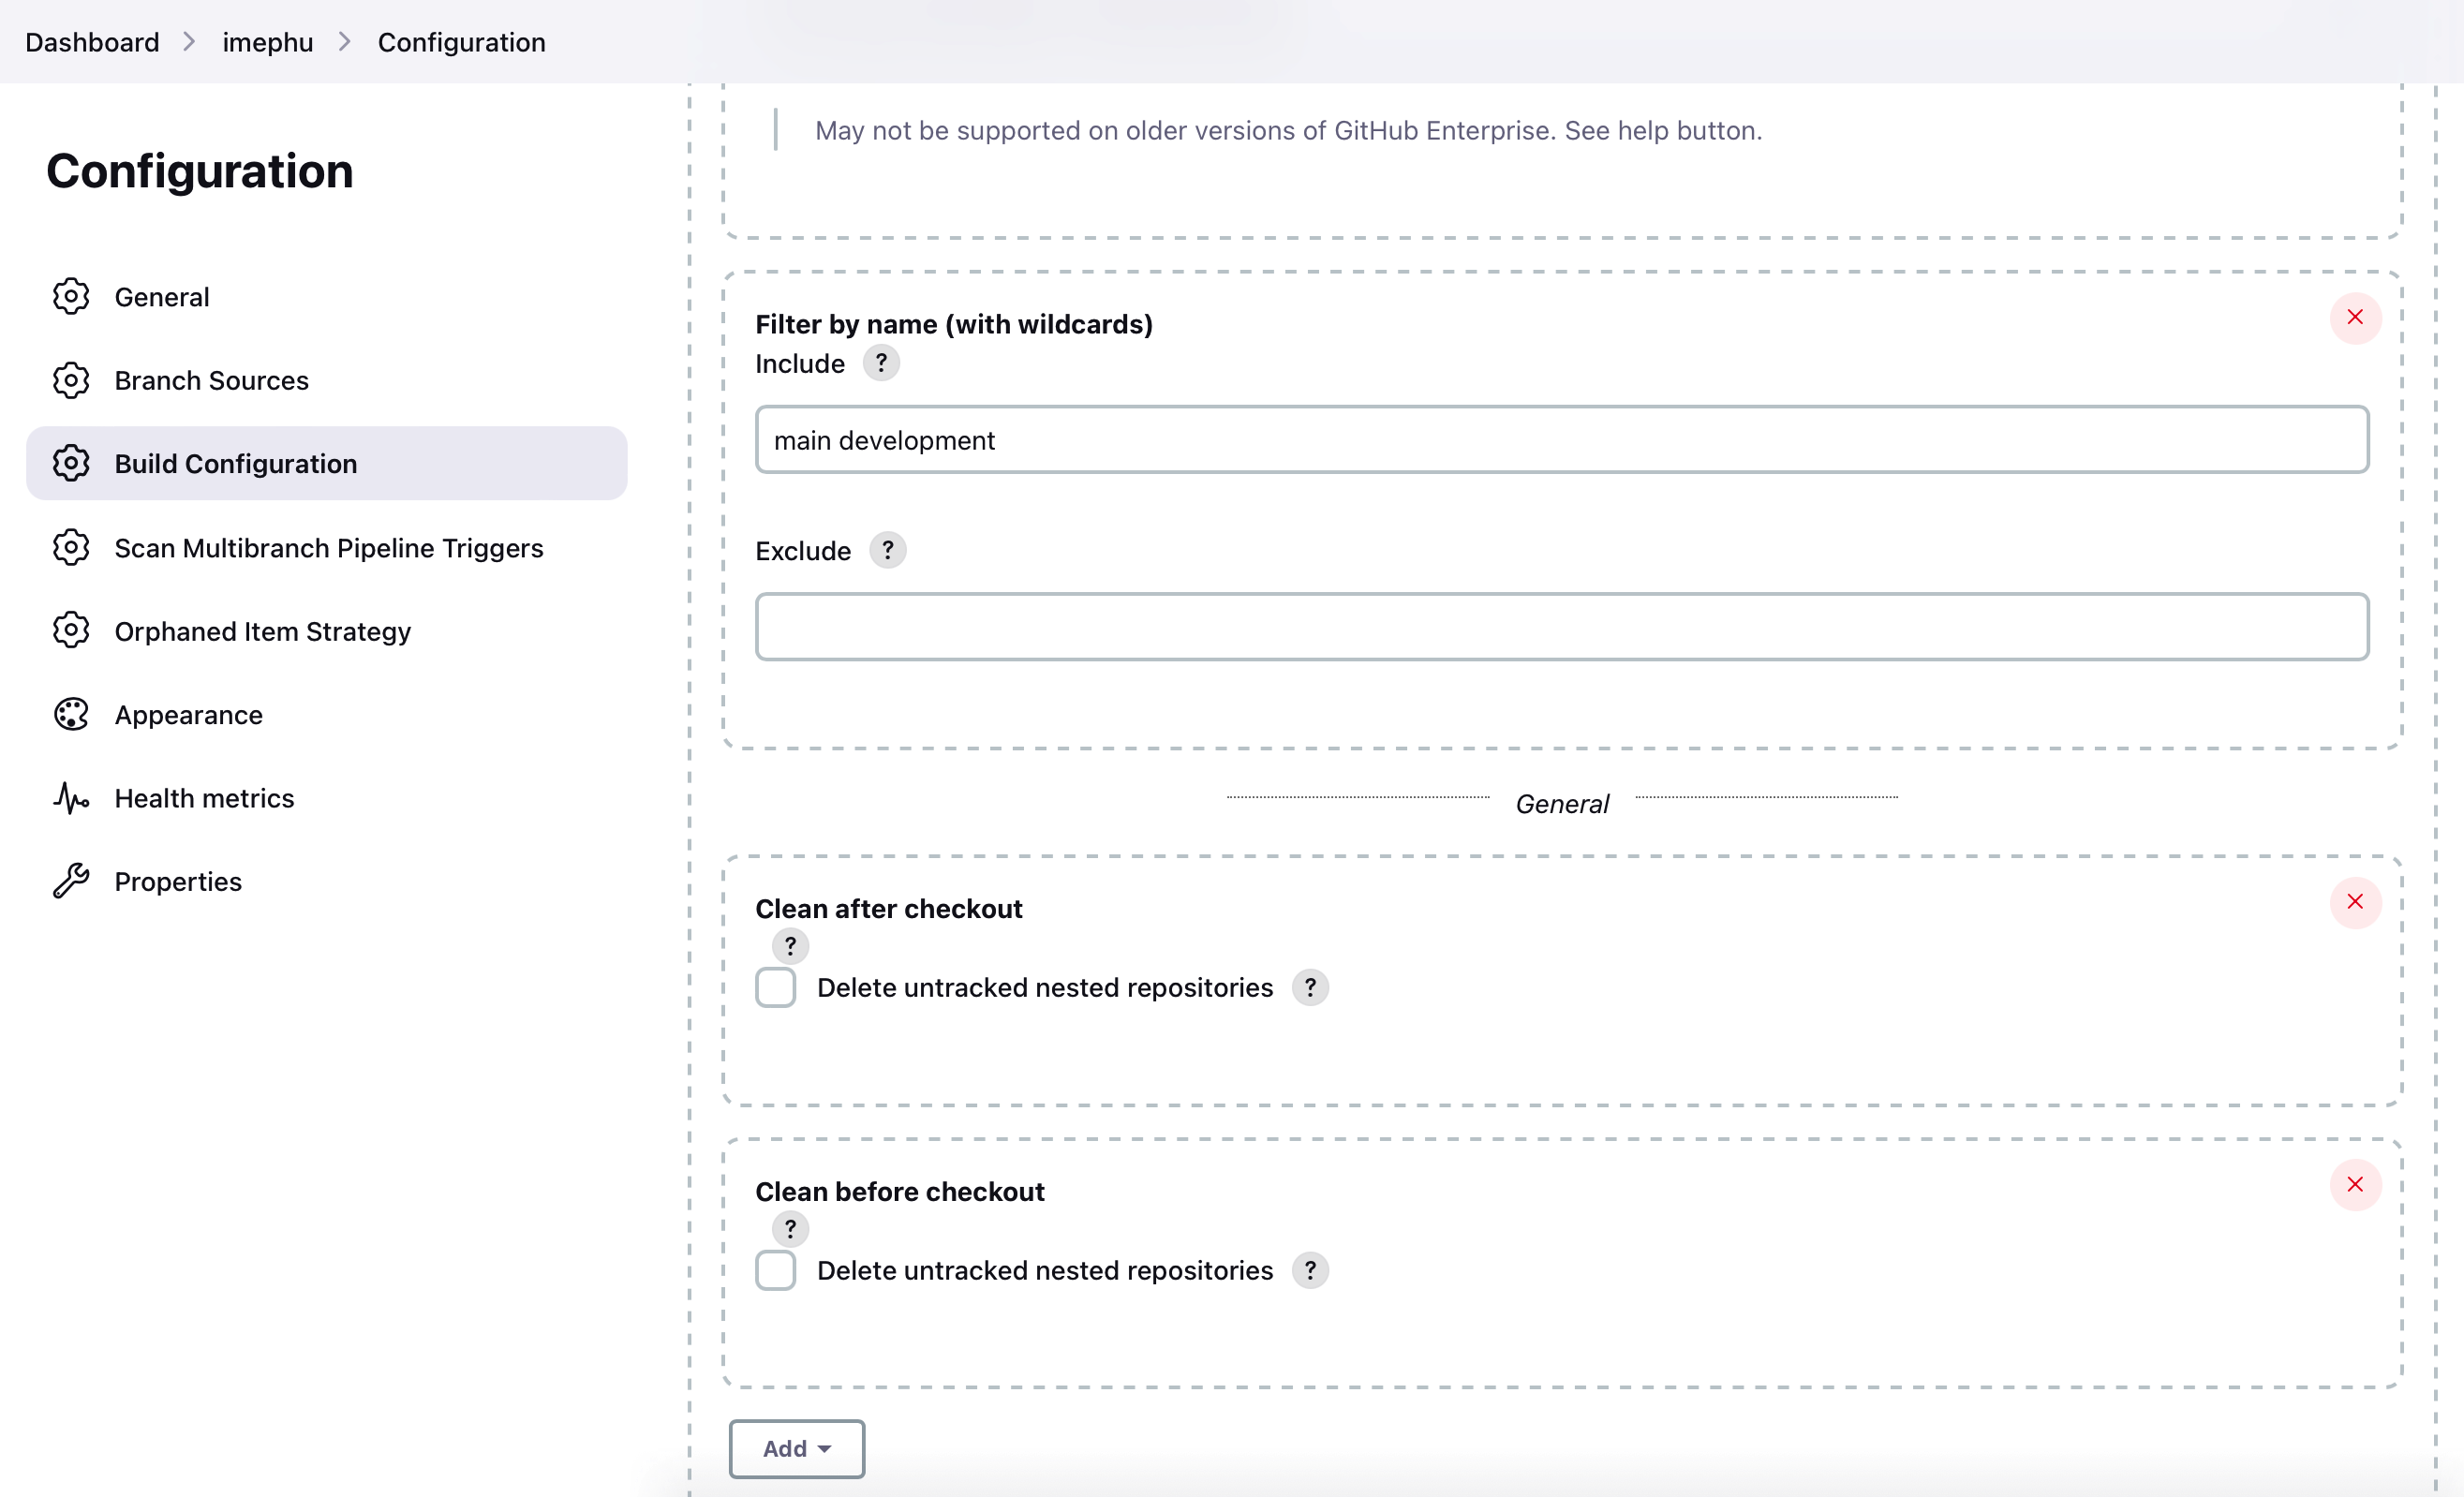 Dashboard > imephu > Configuration
Configuration
General
Branch Sources
Build Configuration
Scan Multibranch Pipeline Triggers
Orphaned Item Strategy
Appearance
Health metrics
Properties
May not be supported on older versions of GitHub Enterprise. See help button.
Filter by name (with wildcards)
Include ?
main development
Exclude ?
General
Clean after checkout
?
Delete untracked nested repositories ?
Clean before checkout
?
Delete untracked nested repositories ?
Add